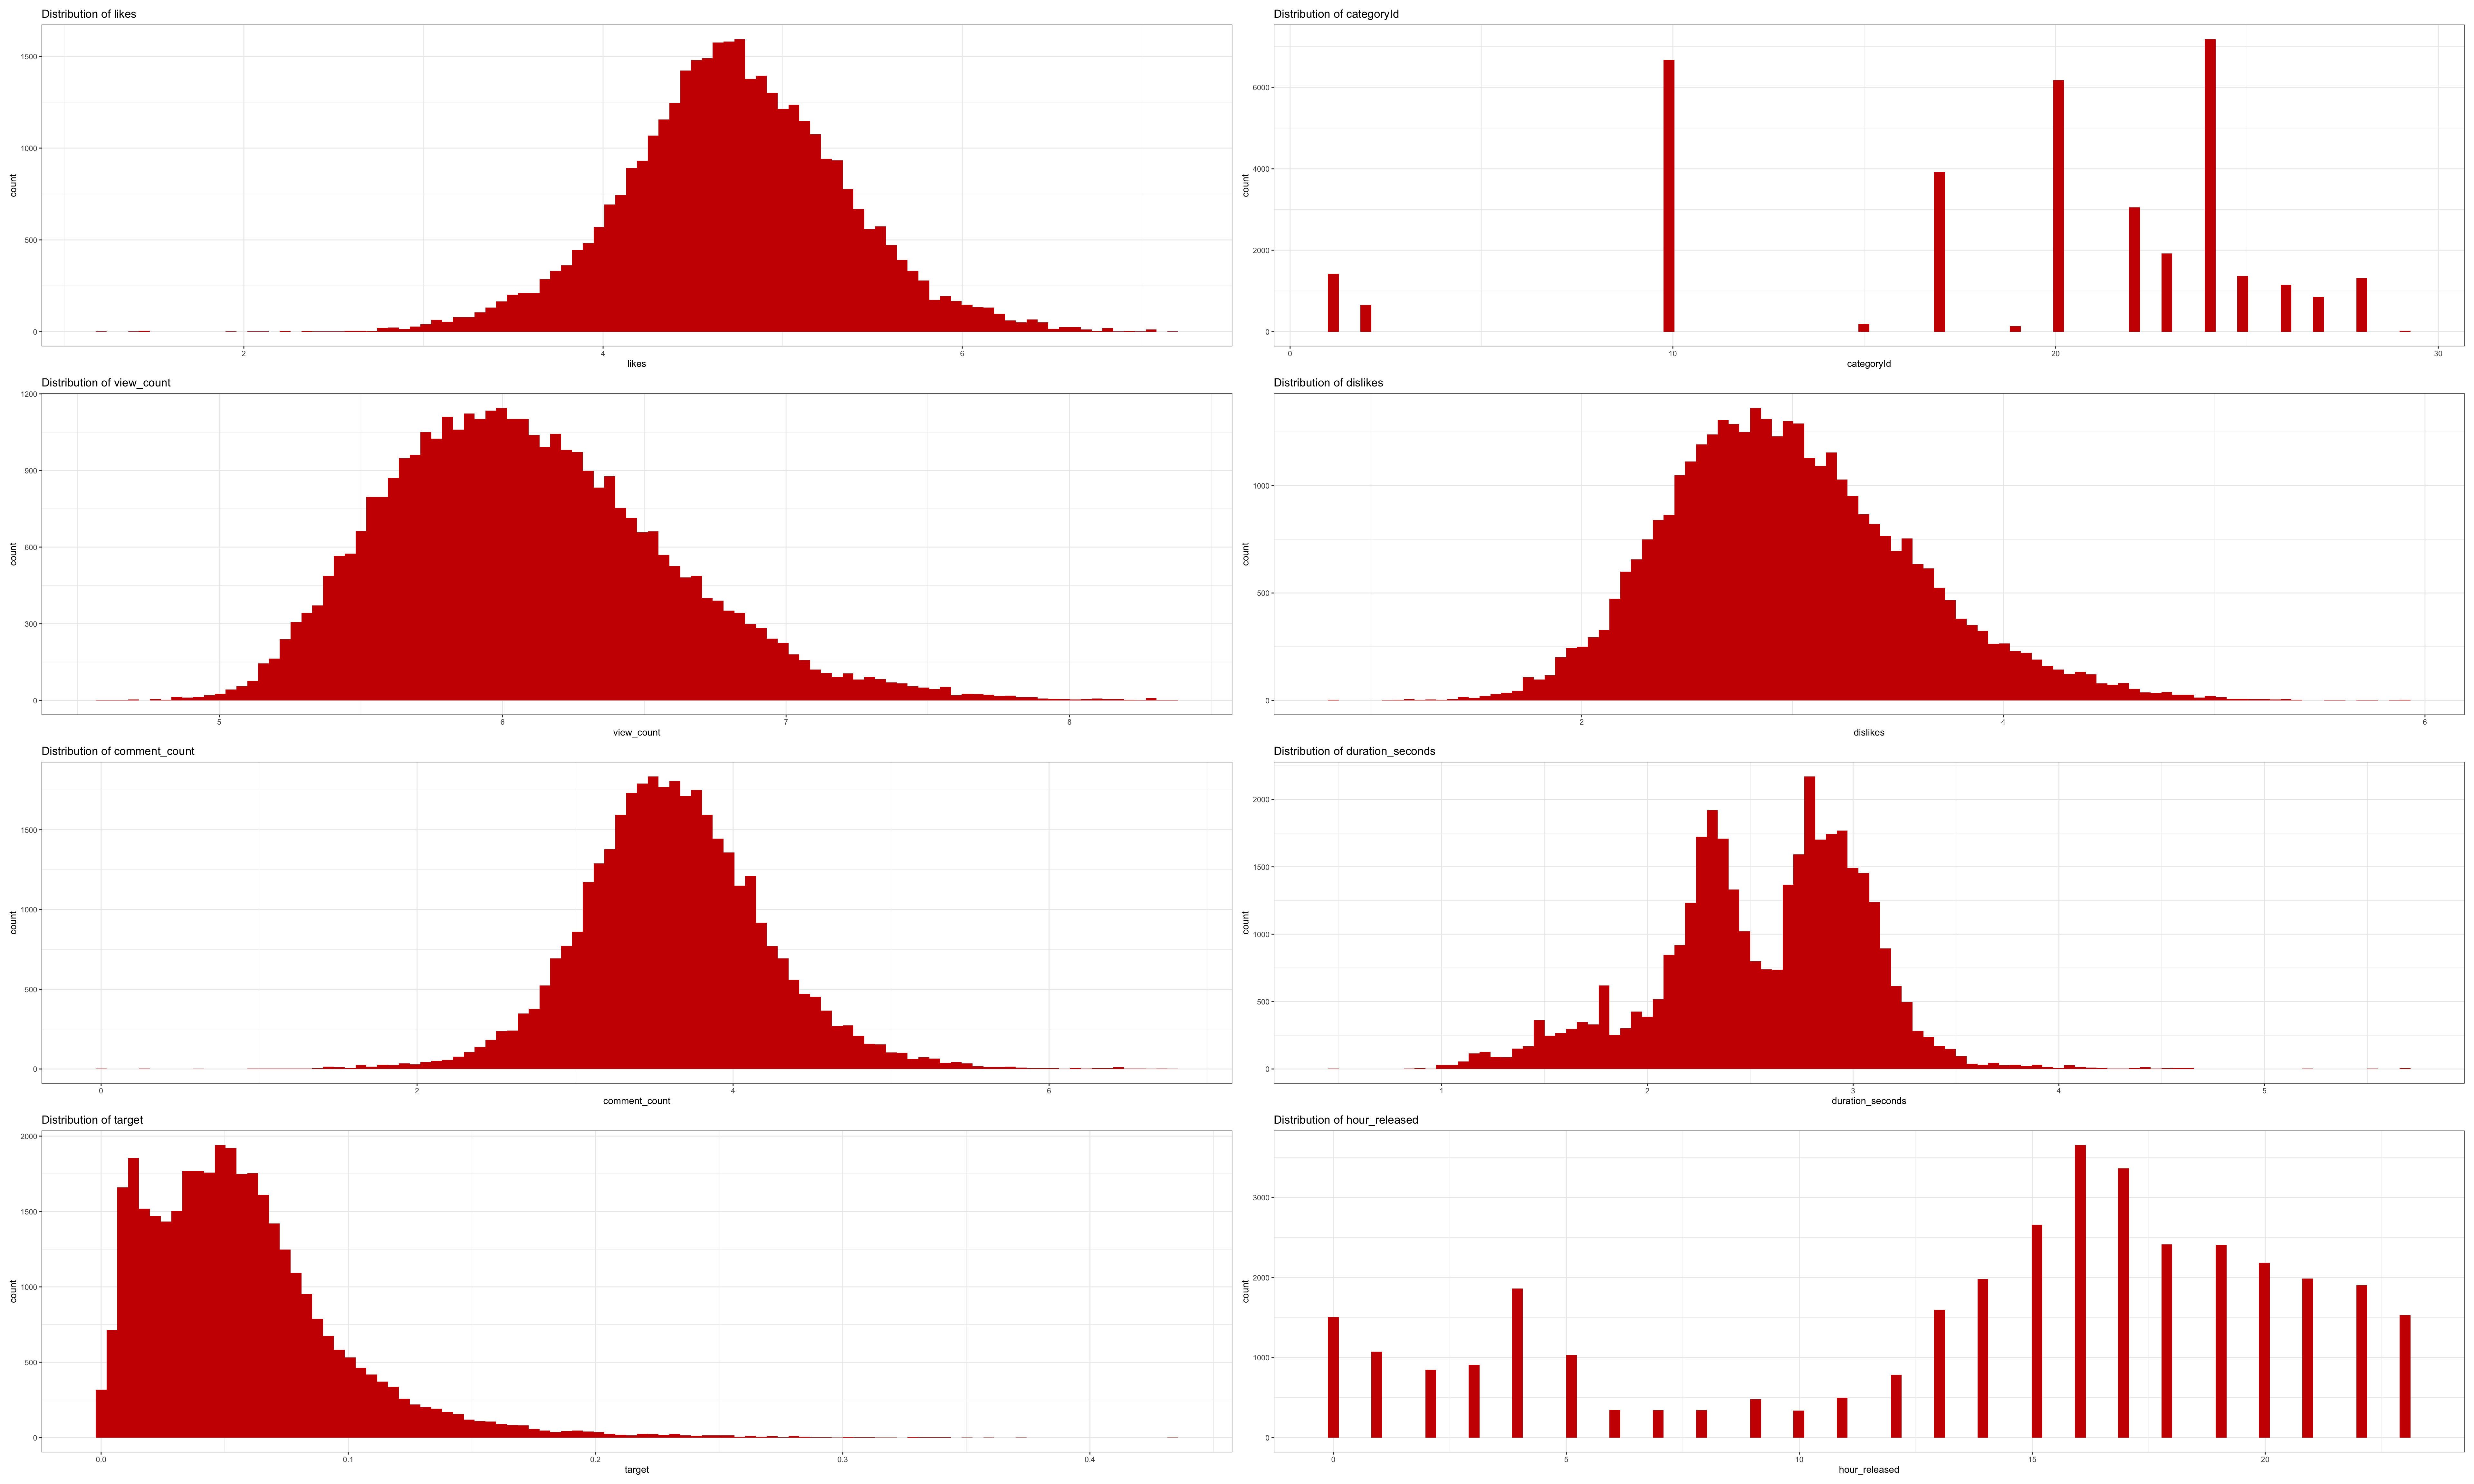 Distribution of likes
1500
1000
500
0
count
2
4
6
likes
Distribution of categoryId
6000
4000
2000
0
count
0
10
20
30
categoryId
Distribution of view_count
1200
900
600
300
0
count
5
6
7
8
view_count
Distribution of dislikes
1000
500
0
count
2
4
6
dislikes
Distribution of comment_count
1500
1000
500
0
count
0
2
4
6
comment_count
Distribution of duration_seconds
2000
1500
1000
500
0
count
1
2
3
4
5
duration_seconds
Distribution of target
2000
1500
1000
500
0
count
0.0
0.1
0.2
0.3
0.4
target
Distribution of hour_released
3000
2000
1000
0
count
0
5
10
15
20
hour_released